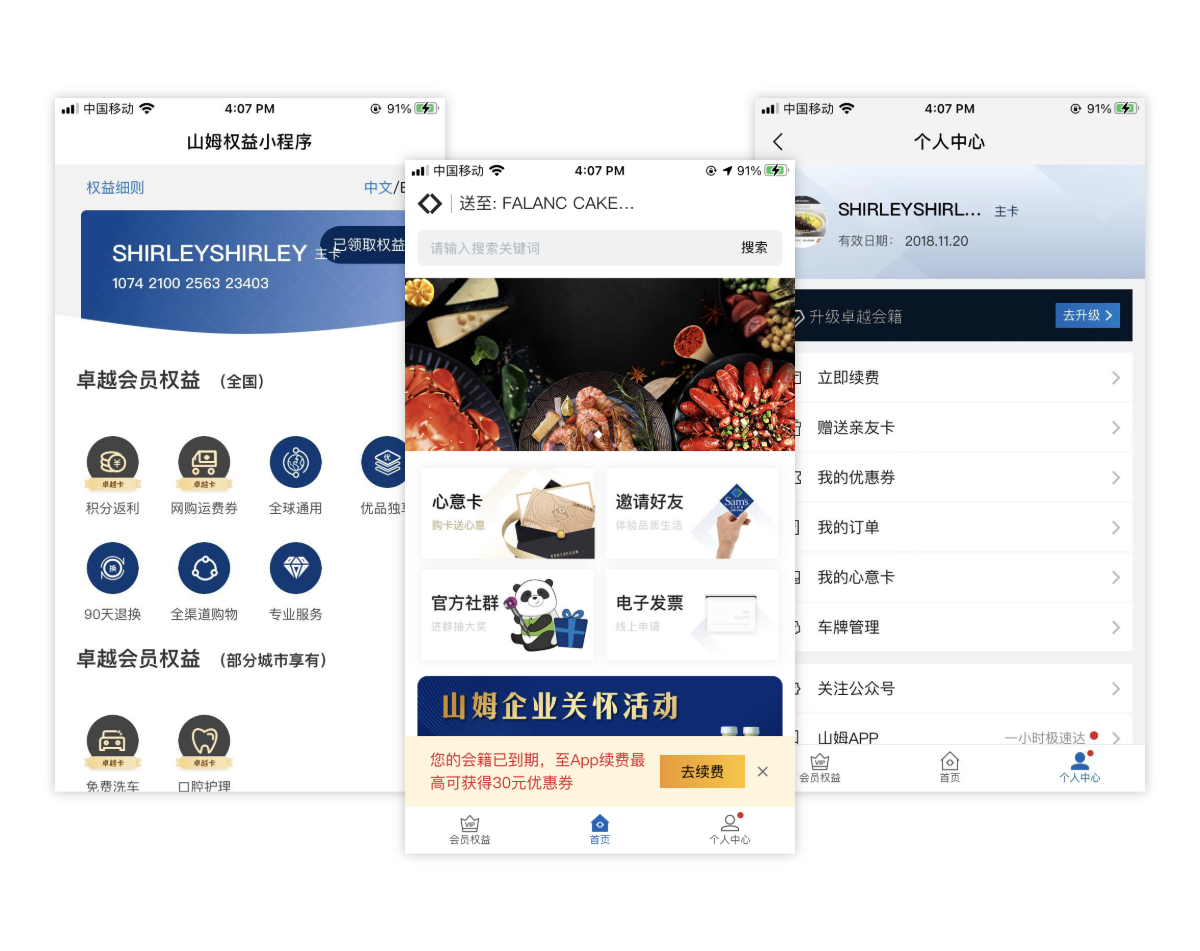 中国移动
4:07 PM
91%
山姆权益小程序
权益细则
中文/E
SHIRLEYSHIRLEY 主卡
已领取权益
1074 2100 2563 23403
卓越会员权益 (全国)
卓越卡
卓越卡
优
积分返利
网购运费券
全球通用
优品独享
换
90天退换
全渠道购物
专业服务
卓越会员权益 (部分城市享有)
卓越卡
卓越卡
免费洗车
口腔护理
中国移动
4:07 PM
91%
送至: FALANC CAKE...
请输入搜索关键词
搜索
心意卡
购卡送心意
邀请好友
体验品质生活
Sam's
CLUB
官方社群
进群抽大奖
电子发票
线上申请
山姆企业关怀活动
您的会籍已到期，至App续费最
高可获得30元优惠券
去续费
VIP
会员权益
首页
个人中心
中国移动
4:07 PM
91%
个人中心
SHIRLEYSHIRL... 主卡
有效日期： 2018.11.20
升级卓越会籍
去升级
立即续费
赠送亲友卡
我的优惠券
我的订单
我的心意卡
车牌管理
关注公众号
山姆APP
一小时极速达
VIP
会员权益
首页
个人中心